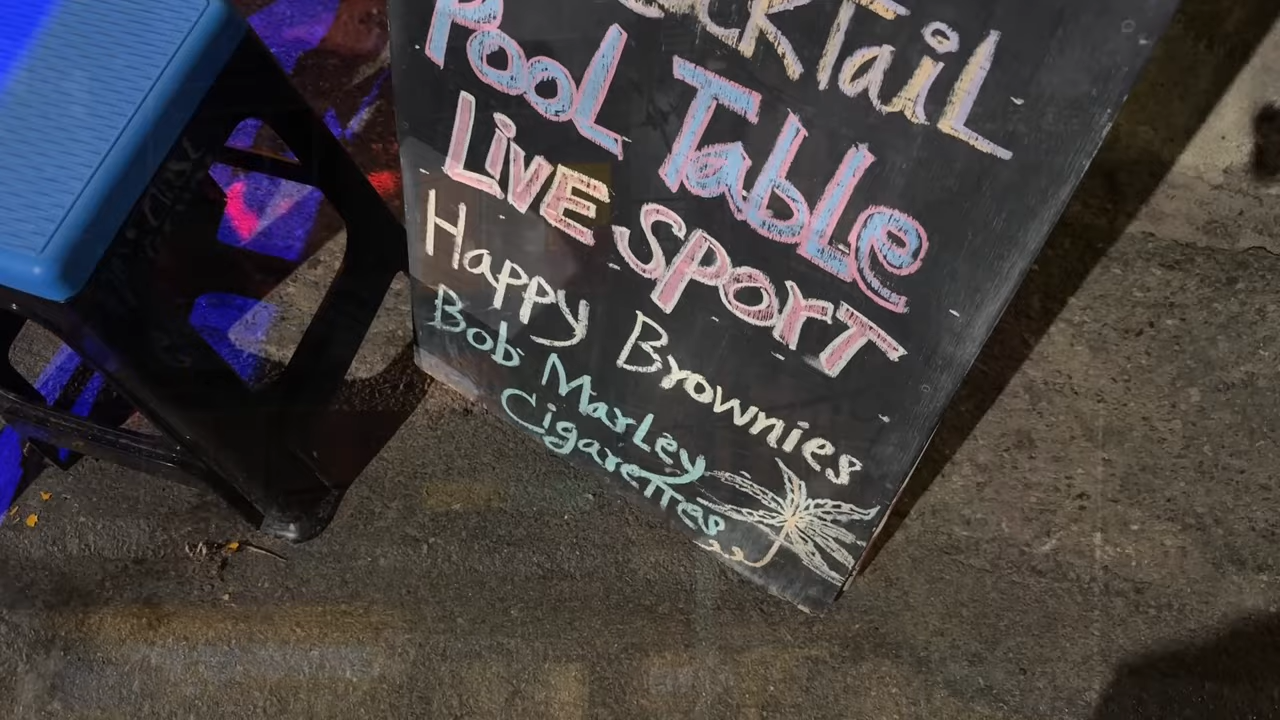 Cocktail
Pool Table
Live Sport
Happy Brownies
Bob Marley
Cigarettes